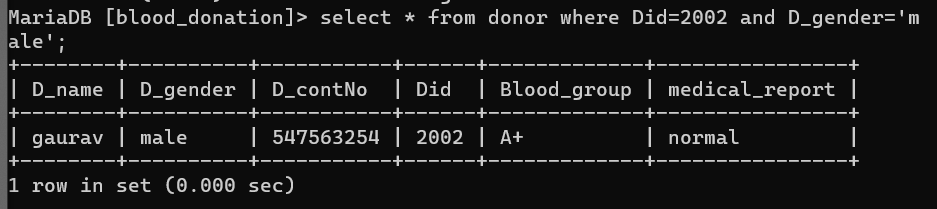 MariaDB [blood_donation]> select * from donor where Did=2002 and D_gender='m
ale';
+--------+----------+-----------+------+-------------+----------------+
| D_name | D_gender | D_contNo  | Did  | Blood_group | medical_report |
+--------+----------+-----------+------+-------------+----------------+
| gaurav | male     | 547563254 | 2002 | A+          | normal         |
+--------+----------+-----------+------+-------------+----------------+
1 row in set (0.000 sec)